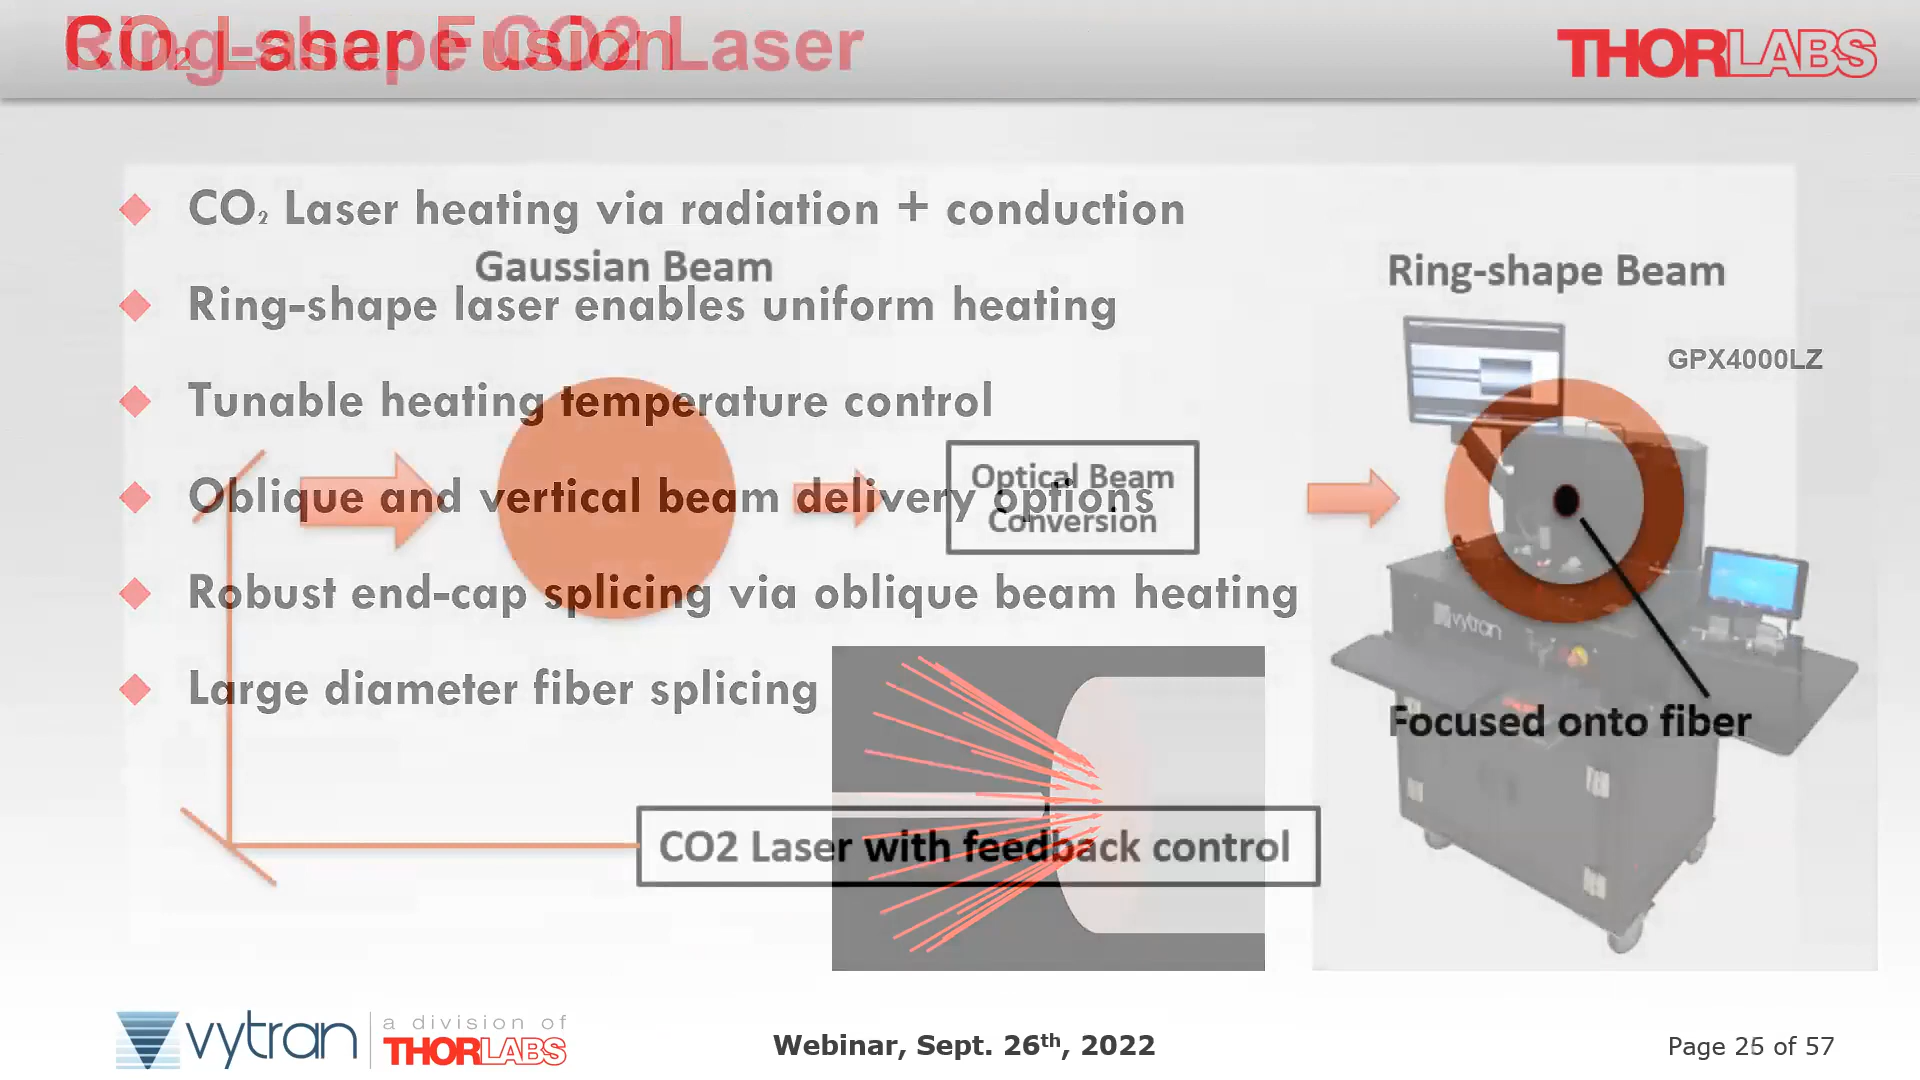 CO₂ Laser Fusion
Ring-shape CO2 Laser
THORLABS
CO₂ Laser heating via radiation + conduction
Gaussian Beam
Ring-shape Beam
Ring-shape laser enables uniform heating
GPX4000LZ
Tunable heating temperature control
Optical Beam
Conversion
Oblique and vertical beam delivery options
Robust end-cap splicing via oblique beam heating
vytran
Large diameter fiber splicing
Focused onto fiber
CO2 Laser with feedback control
vytran
a division of
THORLABS
Webinar, Sept. 26th, 2022
Page 25 of 57